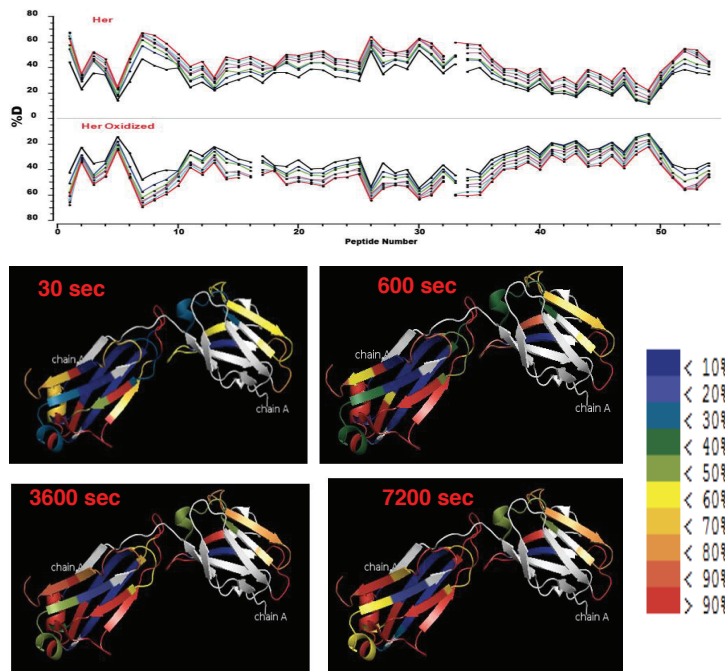 80
Her
60
40
20
0
%D
Her Oxidized
20
40
60
80
0 10 20 30 40 50
Peptide Number
30 sec
chain A
chain A
600 sec
chain A
chain A
3600 sec
chain A
chain A
7200 sec
chain A
chain A
< 10%
< 20%
< 30%
< 40%
< 50%
< 60%
< 70%
< 80%
< 90%
> 90%